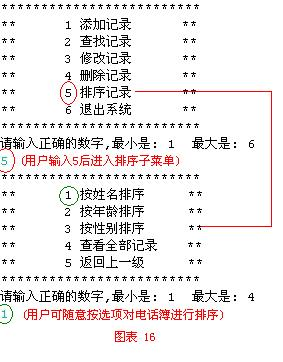 * * * * * * * * * * * * * * * * * *
** 1 添加记录 **
** 2 查找记录 **
** 3 修改记录 **
** 4 删除记录 **
** 5 排序记录 **
** 6 退出系统 **
* * * * * * * * * * * * * * * * * *
请输入正确的数字,最小是: 1 最大是: 6
5 (用户输入5后进入排序子菜单)
* * * * * * * * * * * * * * * * * *
** 1 按姓名排序 **
** 2 按年龄排序 **
** 3 按性别排序 **
** 4 查看全部记录 **
** 5 返回上一级 **
* * * * * * * * * * * * * * * * * *
请输入正确的数字,最小是: 1 最大是: 4
1 (用户可随意按选项对电话簿进行排序)
图表 16